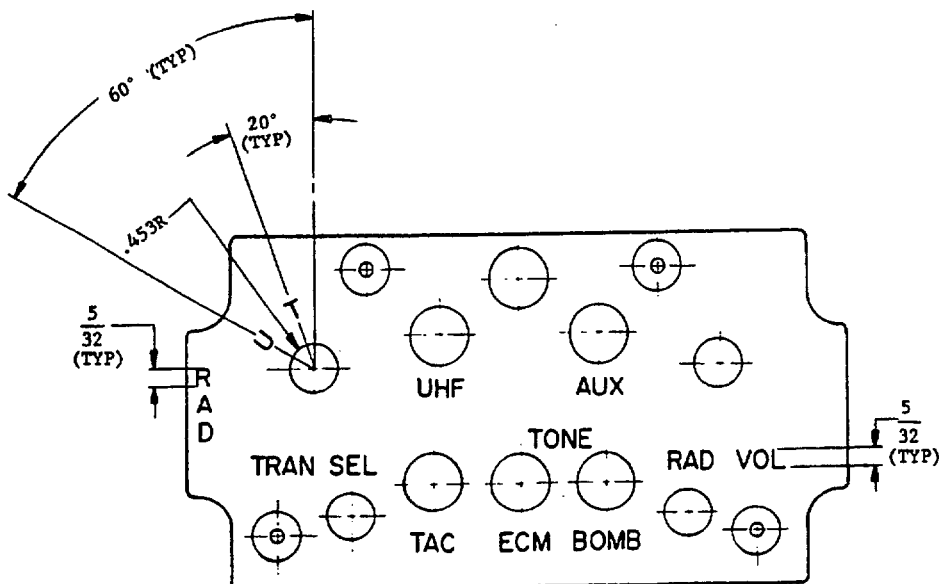 60° (TYP)
20°
(TYP)
.453R
T
U
5
32
(TYP)
RAD
UHF
AUX
TONE
5
32
(TYP)
TRAN SEL
RAD VOL
TAC
ECM
BOMB